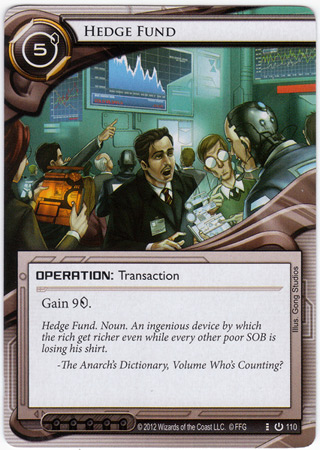 5
HEDGE FUND
OPERATION: Transaction
Gain 9
Hedge Fund. Noun. An ingenious device by which
the rich get richer even while every other poor SOB is
losing his shirt.
-The Anarch's Dictionary, Volume Who's Counting?
Illus. Gong Studios
© 2012 Wizards of the Coast LLC. © FFG
110